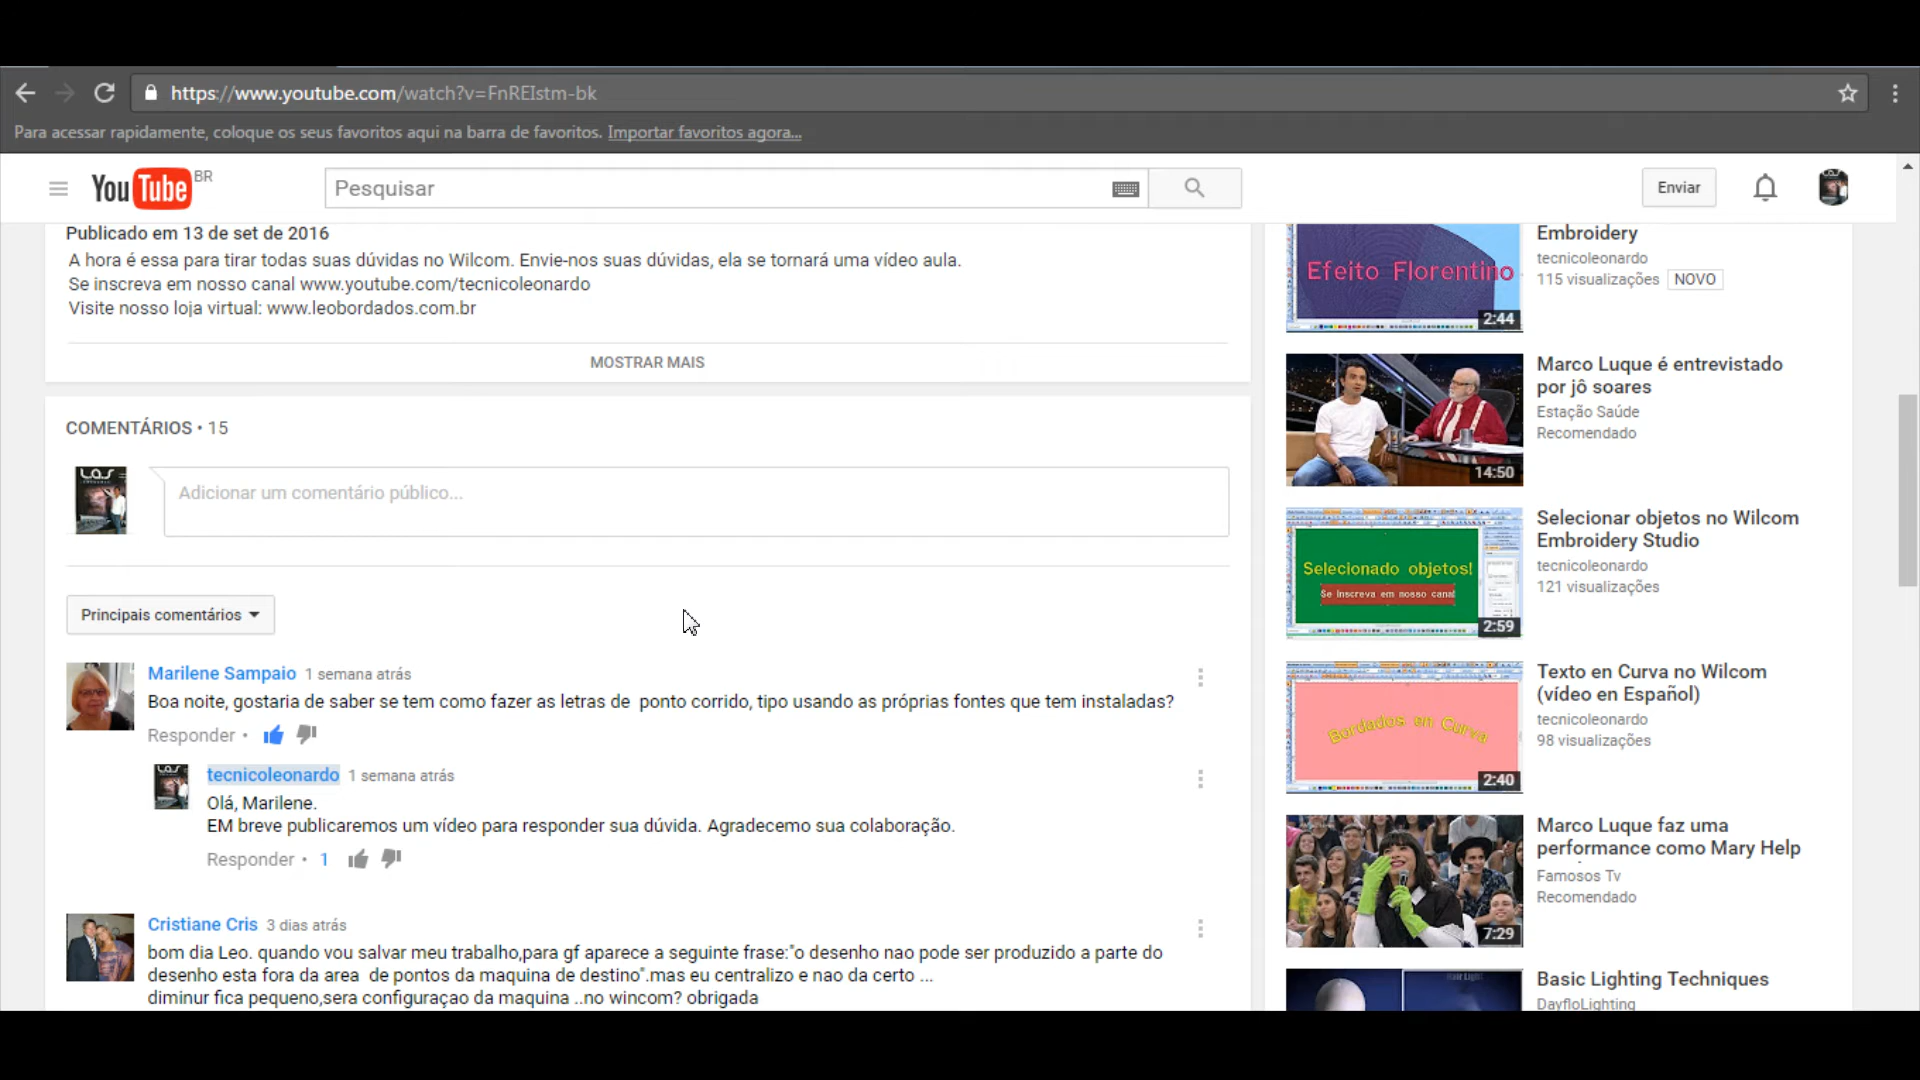 https://www.youtube.com/watch?v=FnREIstm-bk
Para acessar rapidamente, coloque os seus favoritos aqui na barra de favoritos. Importar favoritos agora...
YouTube BR
Pesquisar
Enviar
Publicado em 13 de set de 2016
A hora é essa para tirar todas suas dúvidas no Wilcom. Envie-nos suas dúvidas, ela se tornará uma vídeo aula.
Se inscreva em nosso canal www.youtube.com/tecnicoleonardo
Visite nosso loja virtual: www.leobordados.com.br
MOSTRAR MAIS
COMENTÁRIOS • 15
Adicionar um comentário público...
Principais comentários
Marilene Sampaio 1 semana atrás
Boa noite, gostaria de saber se tem como fazer as letras de ponto corrido, tipo usando as próprias fontes que tem instaladas?
Responder •
tecnicoleonardo 1 semana atrás
Olá, Marilene.
EM breve publicaremos um vídeo para responder sua dúvida. Agradecemo sua colaboração.
Responder • 1
Cristiane Cris 3 dias atrás
bom dia Leo. quando vou salvar meu trabalho,para gf aparece a seguinte frase:"o desenho nao pode ser produzido a parte do
desenho esta fora da area de pontos da maquina de destino".mas eu centralizo e nao da certo ...
diminur fica pequeno,sera configuraçao da maquina ..no wincom? obrigada
Efeito Florentino
2:44
Embroidery
tecnicoleonardo
115 visualizações NOVO
14:50
Marco Luque é entrevistado
por jô soares
Estação Saúde
Recomendado
Selecionado objetos!
Se inscreva em nosso canal
2:59
Selecionar objetos no Wilcom
Embroidery Studio
tecnicoleonardo
121 visualizações
Bordados en Curva
2:40
Texto en Curva no Wilcom
(vídeo en Español)
tecnicoleonardo
98 visualizações
7:29
Marco Luque faz uma
performance como Mary Help
Famosos Tv
Recomendado
Hair Light
Basic Lighting Techniques
DayfloLighting